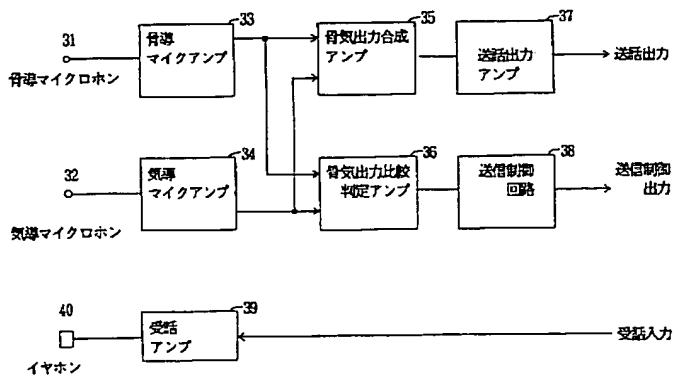 31
骨導マイクロホン
33
骨導
マイクアンプ
35
骨気出力合成
アンプ
37
送話出力
アンプ
送話出力
32
気導マイクロホン
34
気導
マイクアンプ
36
骨気出力比較
判定アンプ
38
送信制御
回路
送信制御
出力
40
イヤホン
39
受話
アンプ
受話入力